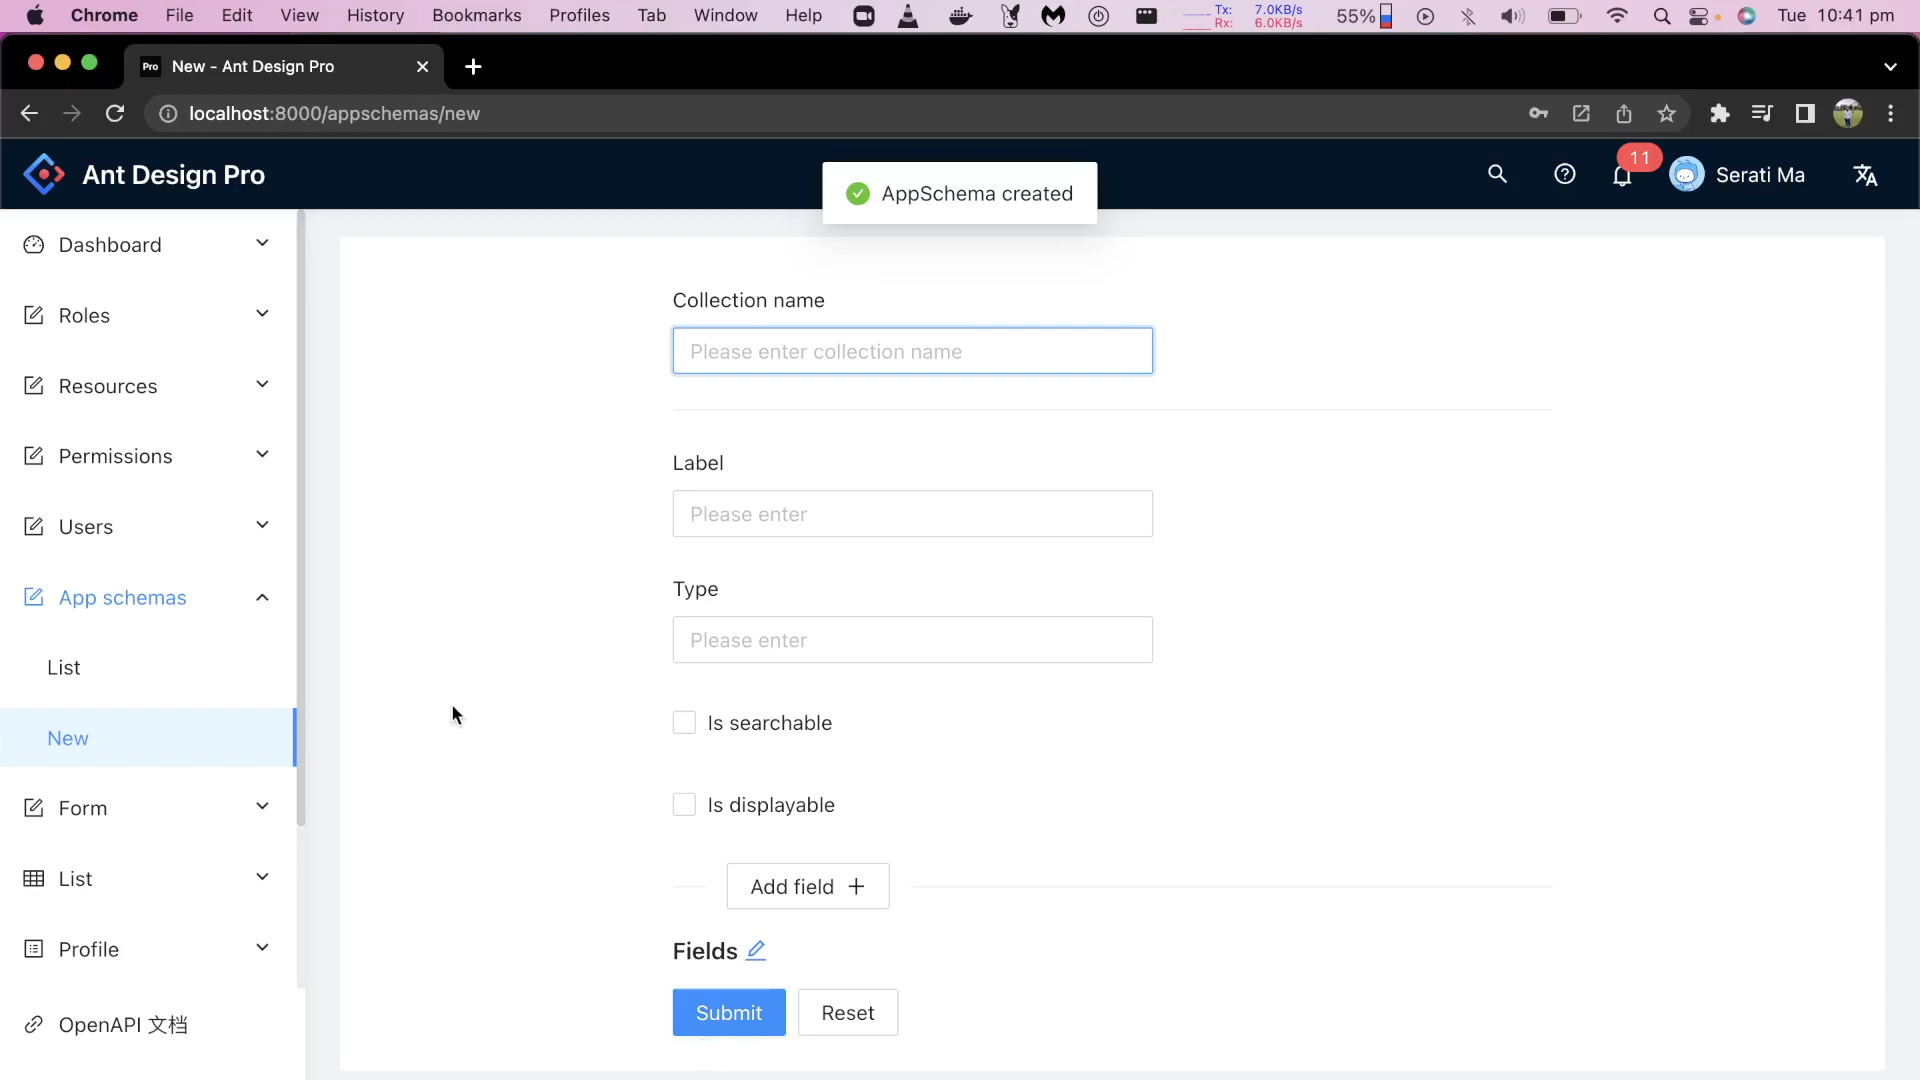 Chrome File Edit View History Bookmarks Profiles Tab Window Help Tx: 7.0KB/s Rx: 6.0KB/s 55% Tue 10:41 pm
Pro New - Ant Design Pro
localhost:8000/appschemas/new
Ant Design Pro
AppSchema created
11
Serati Ma
Dashboard
Roles
Resources
Permissions
Users
App schemas
List
New
Form
List
Profile
OpenAPI 文档
Collection name
Please enter collection name
Label
Please enter
Type
Please enter
Is searchable
Is displayable
Add field
Fields
Submit Reset